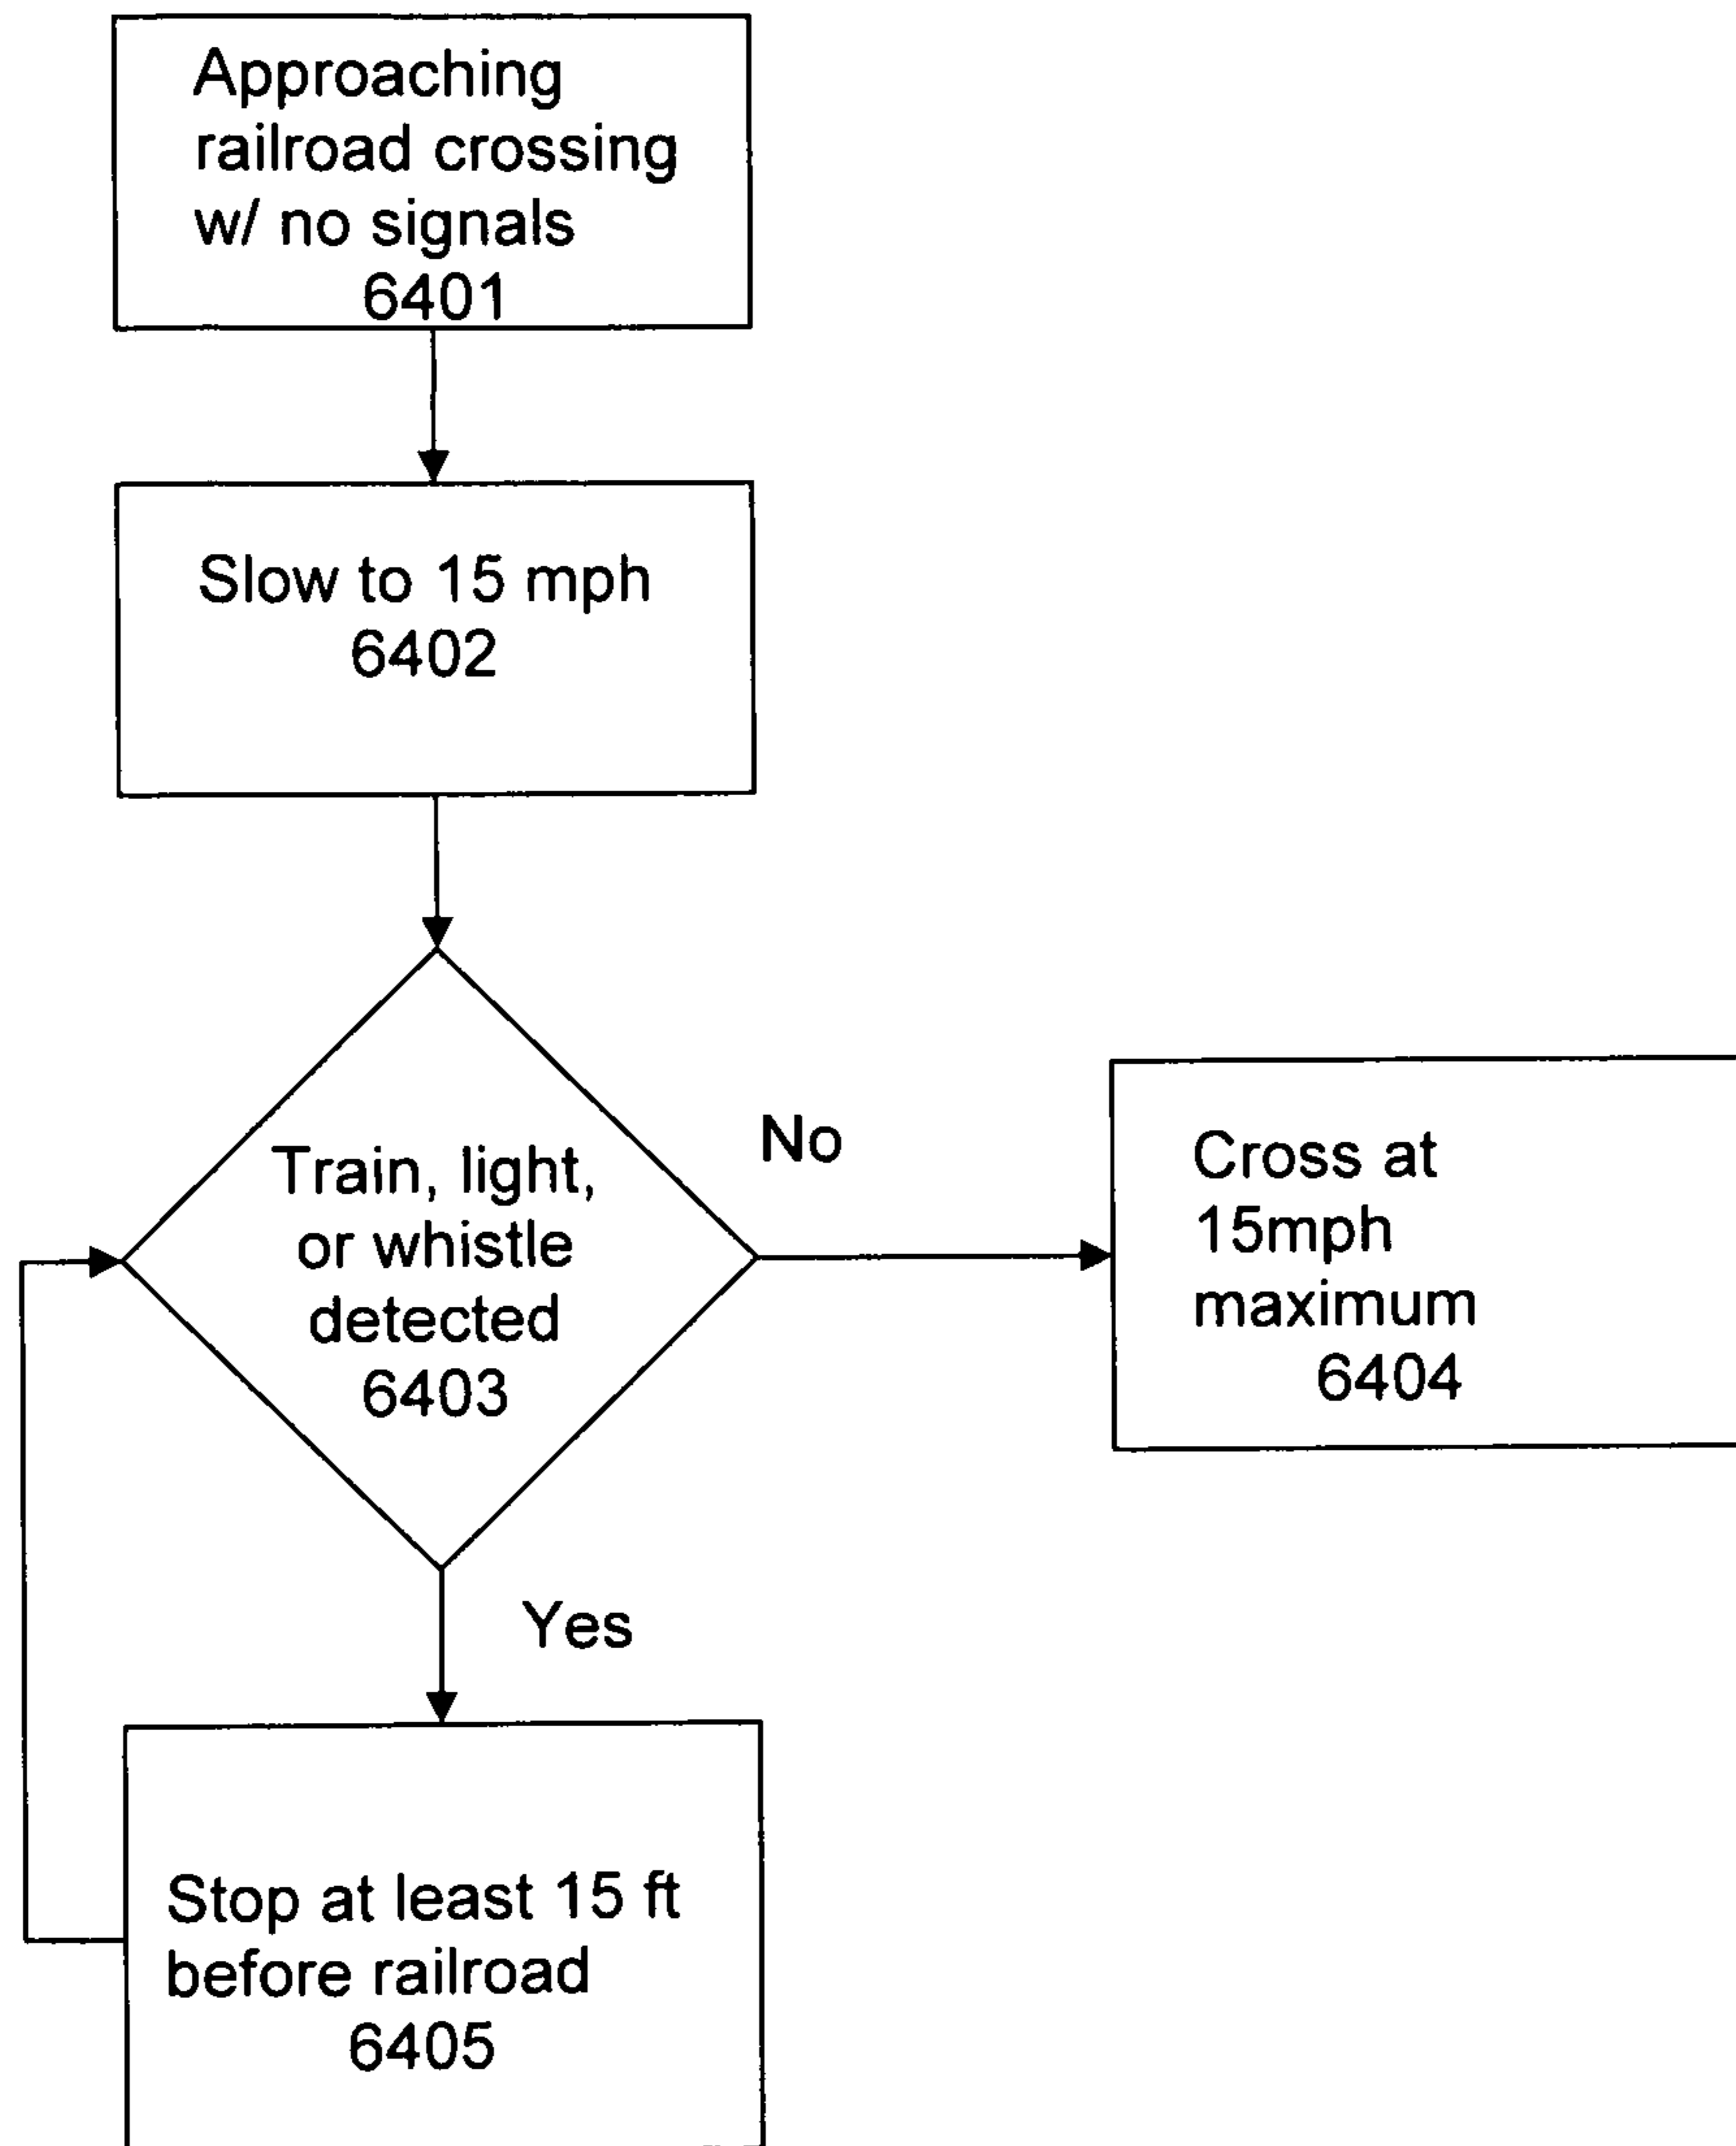 Approaching
railroad crossing
w/ no signals
6401
Slow to 15 mph
6402
Train, light,
or whistle
detected
6403
No
Cross at
15mph
maximum
6404
Yes
Stop at least 15 ft
before railroad
6405